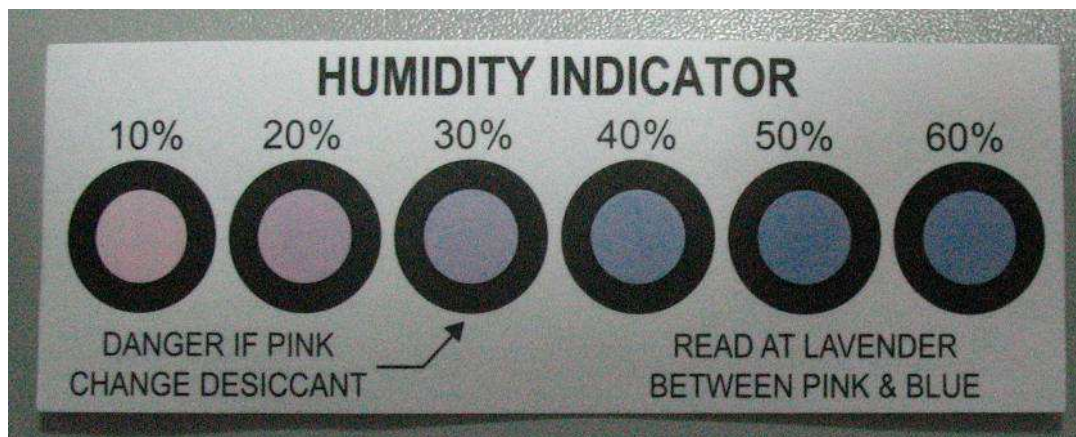 HUMIDITY INDICATOR
10% 20% 30% 40% 50% 60%
DANGER IF PINK
CHANGE DESICCANT
READ AT LAVENDER
BETWEEN PINK & BLUE